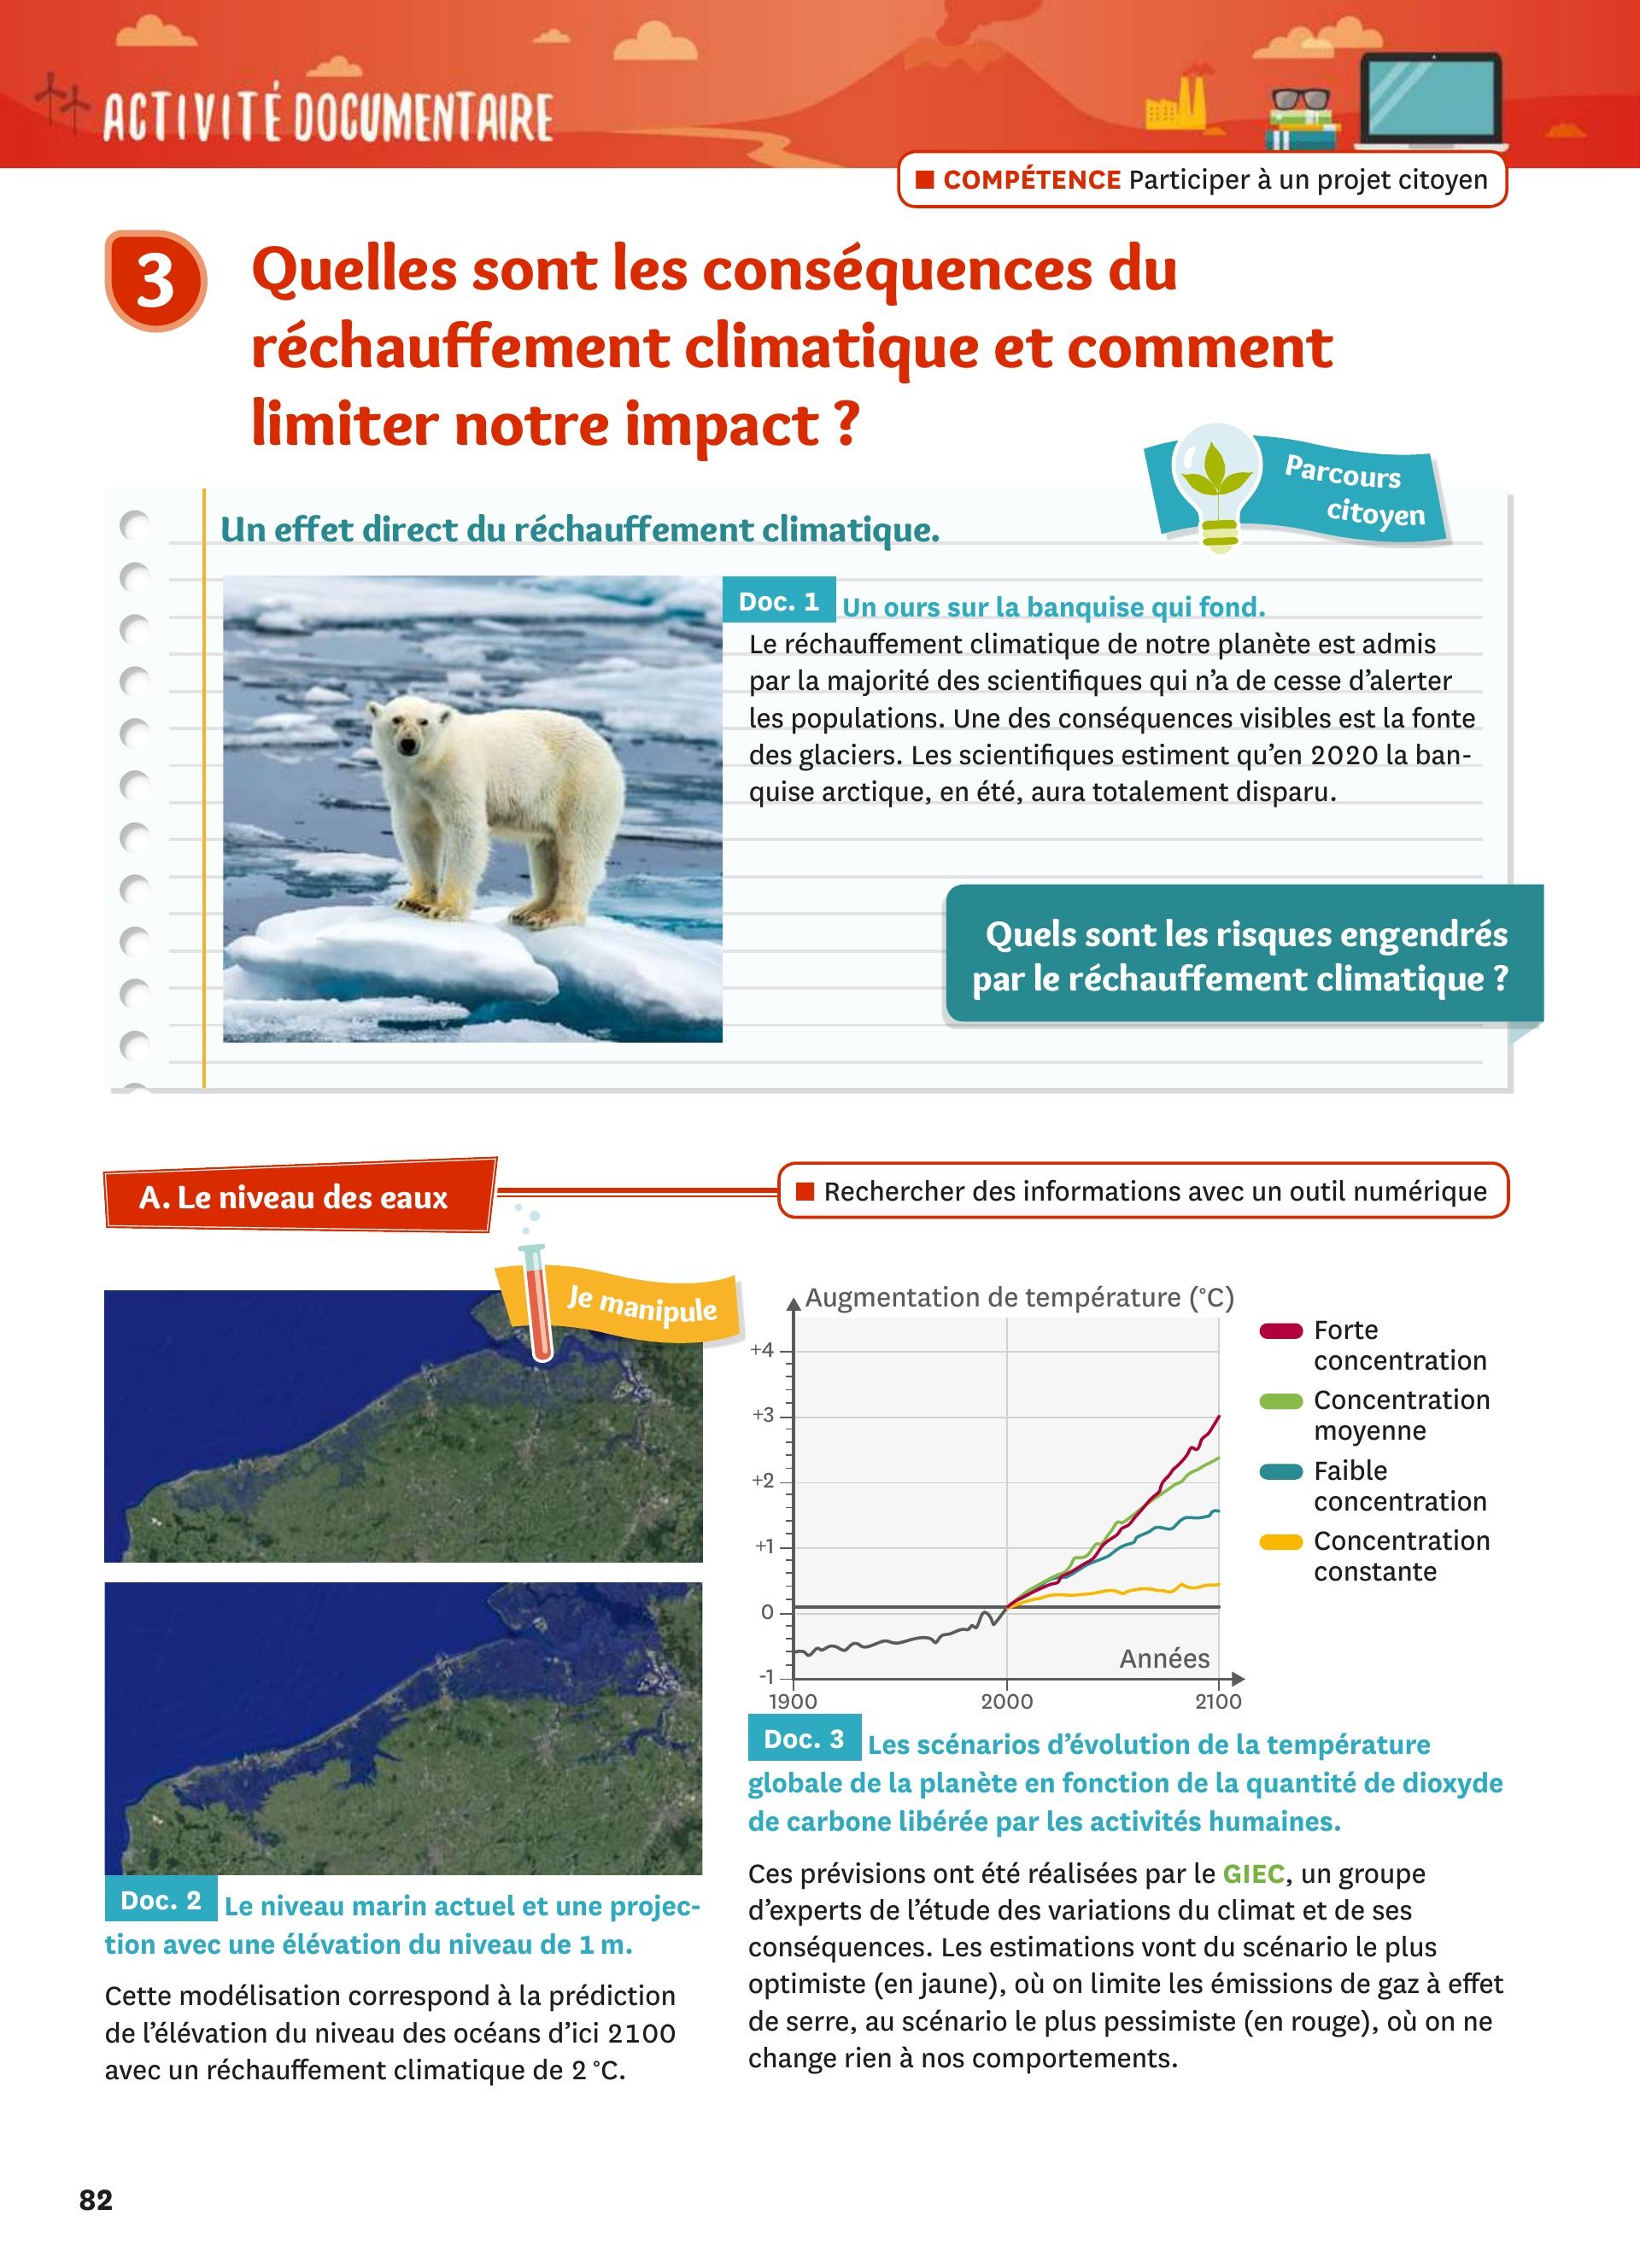 ACTIVITÉ DOCUMENTAIRE
COMPÉTENCE Participer à un projet citoyen
3
Quelles sont les conséquences du
réchauffement climatique et comment
limiter notre impact ?
Parcours
citoyen
Un effet direct du réchauffement climatique.
Doc. 1 Un ours sur la banquise qui fond.
Le réchauffement climatique de notre planète est admis
par la majorité des scientifiques qui n’a de cesse d’alerter
les populations. Une des conséquences visibles est la fonte
des glaciers. Les scientifiques estiment qu’en 2020 la ban-
quise arctique, en été, aura totalement disparu.
Quels sont les risques engendrés
par le réchauffement climatique ?
A. Le niveau des eaux
Rechercher des informations avec un outil numérique
Je manipule
Doc. 2 Le niveau marin actuel et une projec-
tion avec une élévation du niveau de 1 m.
Cette modélisation correspond à la prédiction
de l’élévation du niveau des océans d’ici 2100
avec un réchauffement climatique de 2 °C.
Augmentation de température (°C)
+4
+3
+2
+1
0
-1
1900
2000
2100
Années
Forte
concentration
Concentration
moyenne
Faible
concentration
Concentration
constante
Doc. 3 Les scénarios d’évolution de la température
globale de la planète en fonction de la quantité de dioxyde
de carbone libérée par les activités humaines.
Ces prévisions ont été réalisées par le GIEC, un groupe
d’experts de l’étude des variations du climat et de ses
conséquences. Les estimations vont du scénario le plus
optimiste (en jaune), où on limite les émissions de gaz à effet
de serre, au scénario le plus pessimiste (en rouge), où on ne
change rien à nos comportements.
82